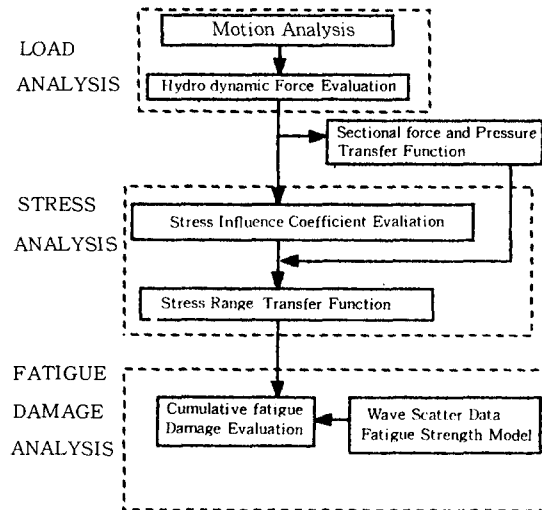 LOAD
ANALYSIS
Motion Analysis
Hydro dynamic Force Evaluation
Sectional force and Pressure
Transfer Function
STRESS
ANALYSIS
Stress Influence Coefficient Evaliation
Stress Range Transfer Function
FATIGUE
DAMAGE
ANALYSIS
Cumulative fatigue
Damage Evaluation
Wave Scatter Data
Fatigue Strength Model